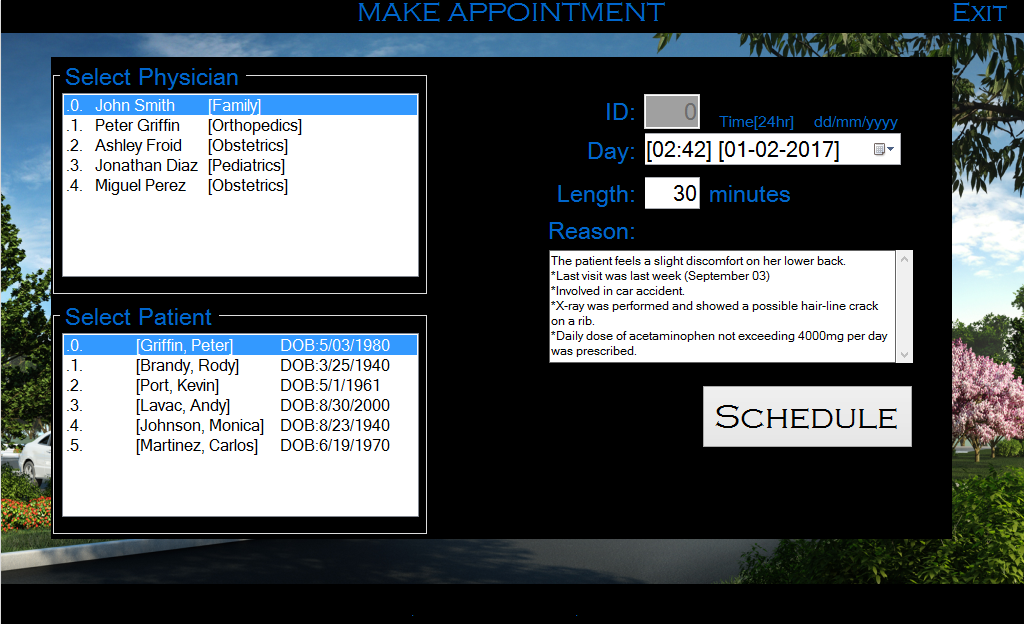 MAKE APPOINTMENT
EXIT
Select Physician
.0. John Smith [Family]
.1. Peter Griffin [Orthopedics]
.2. Ashley Froid [Obstetrics]
.3. Jonathan Diaz [Pediatrics]
.4. Miguel Perez [Obstetrics]
Select Patient
.0. [Griffin, Peter] DOB:5/03/1980
.1. [Brandy, Rody] DOB:3/25/1940
.2. [Port, Kevin] DOB:5/1/1961
.3. [Lavac, Andy] DOB:8/30/2000
.4. [Johnson, Monica] DOB:8/23/1940
.5. [Martinez, Carlos] DOB:6/19/1970
ID: 0
Time[24hr] dd/mm/yyyy
Day: [02:42] [01-02-2017]
Length: 30 minutes
Reason:
The patient feels a slight discomfort on her lower back.
*Last visit was last week (September 03)
*Involved in car accident.
*X-ray was performed and showed a possible hair-line crack
on a rib.
*Daily dose of acetaminophen not exceeding 4000mg per day
was prescribed.
SCHEDULE